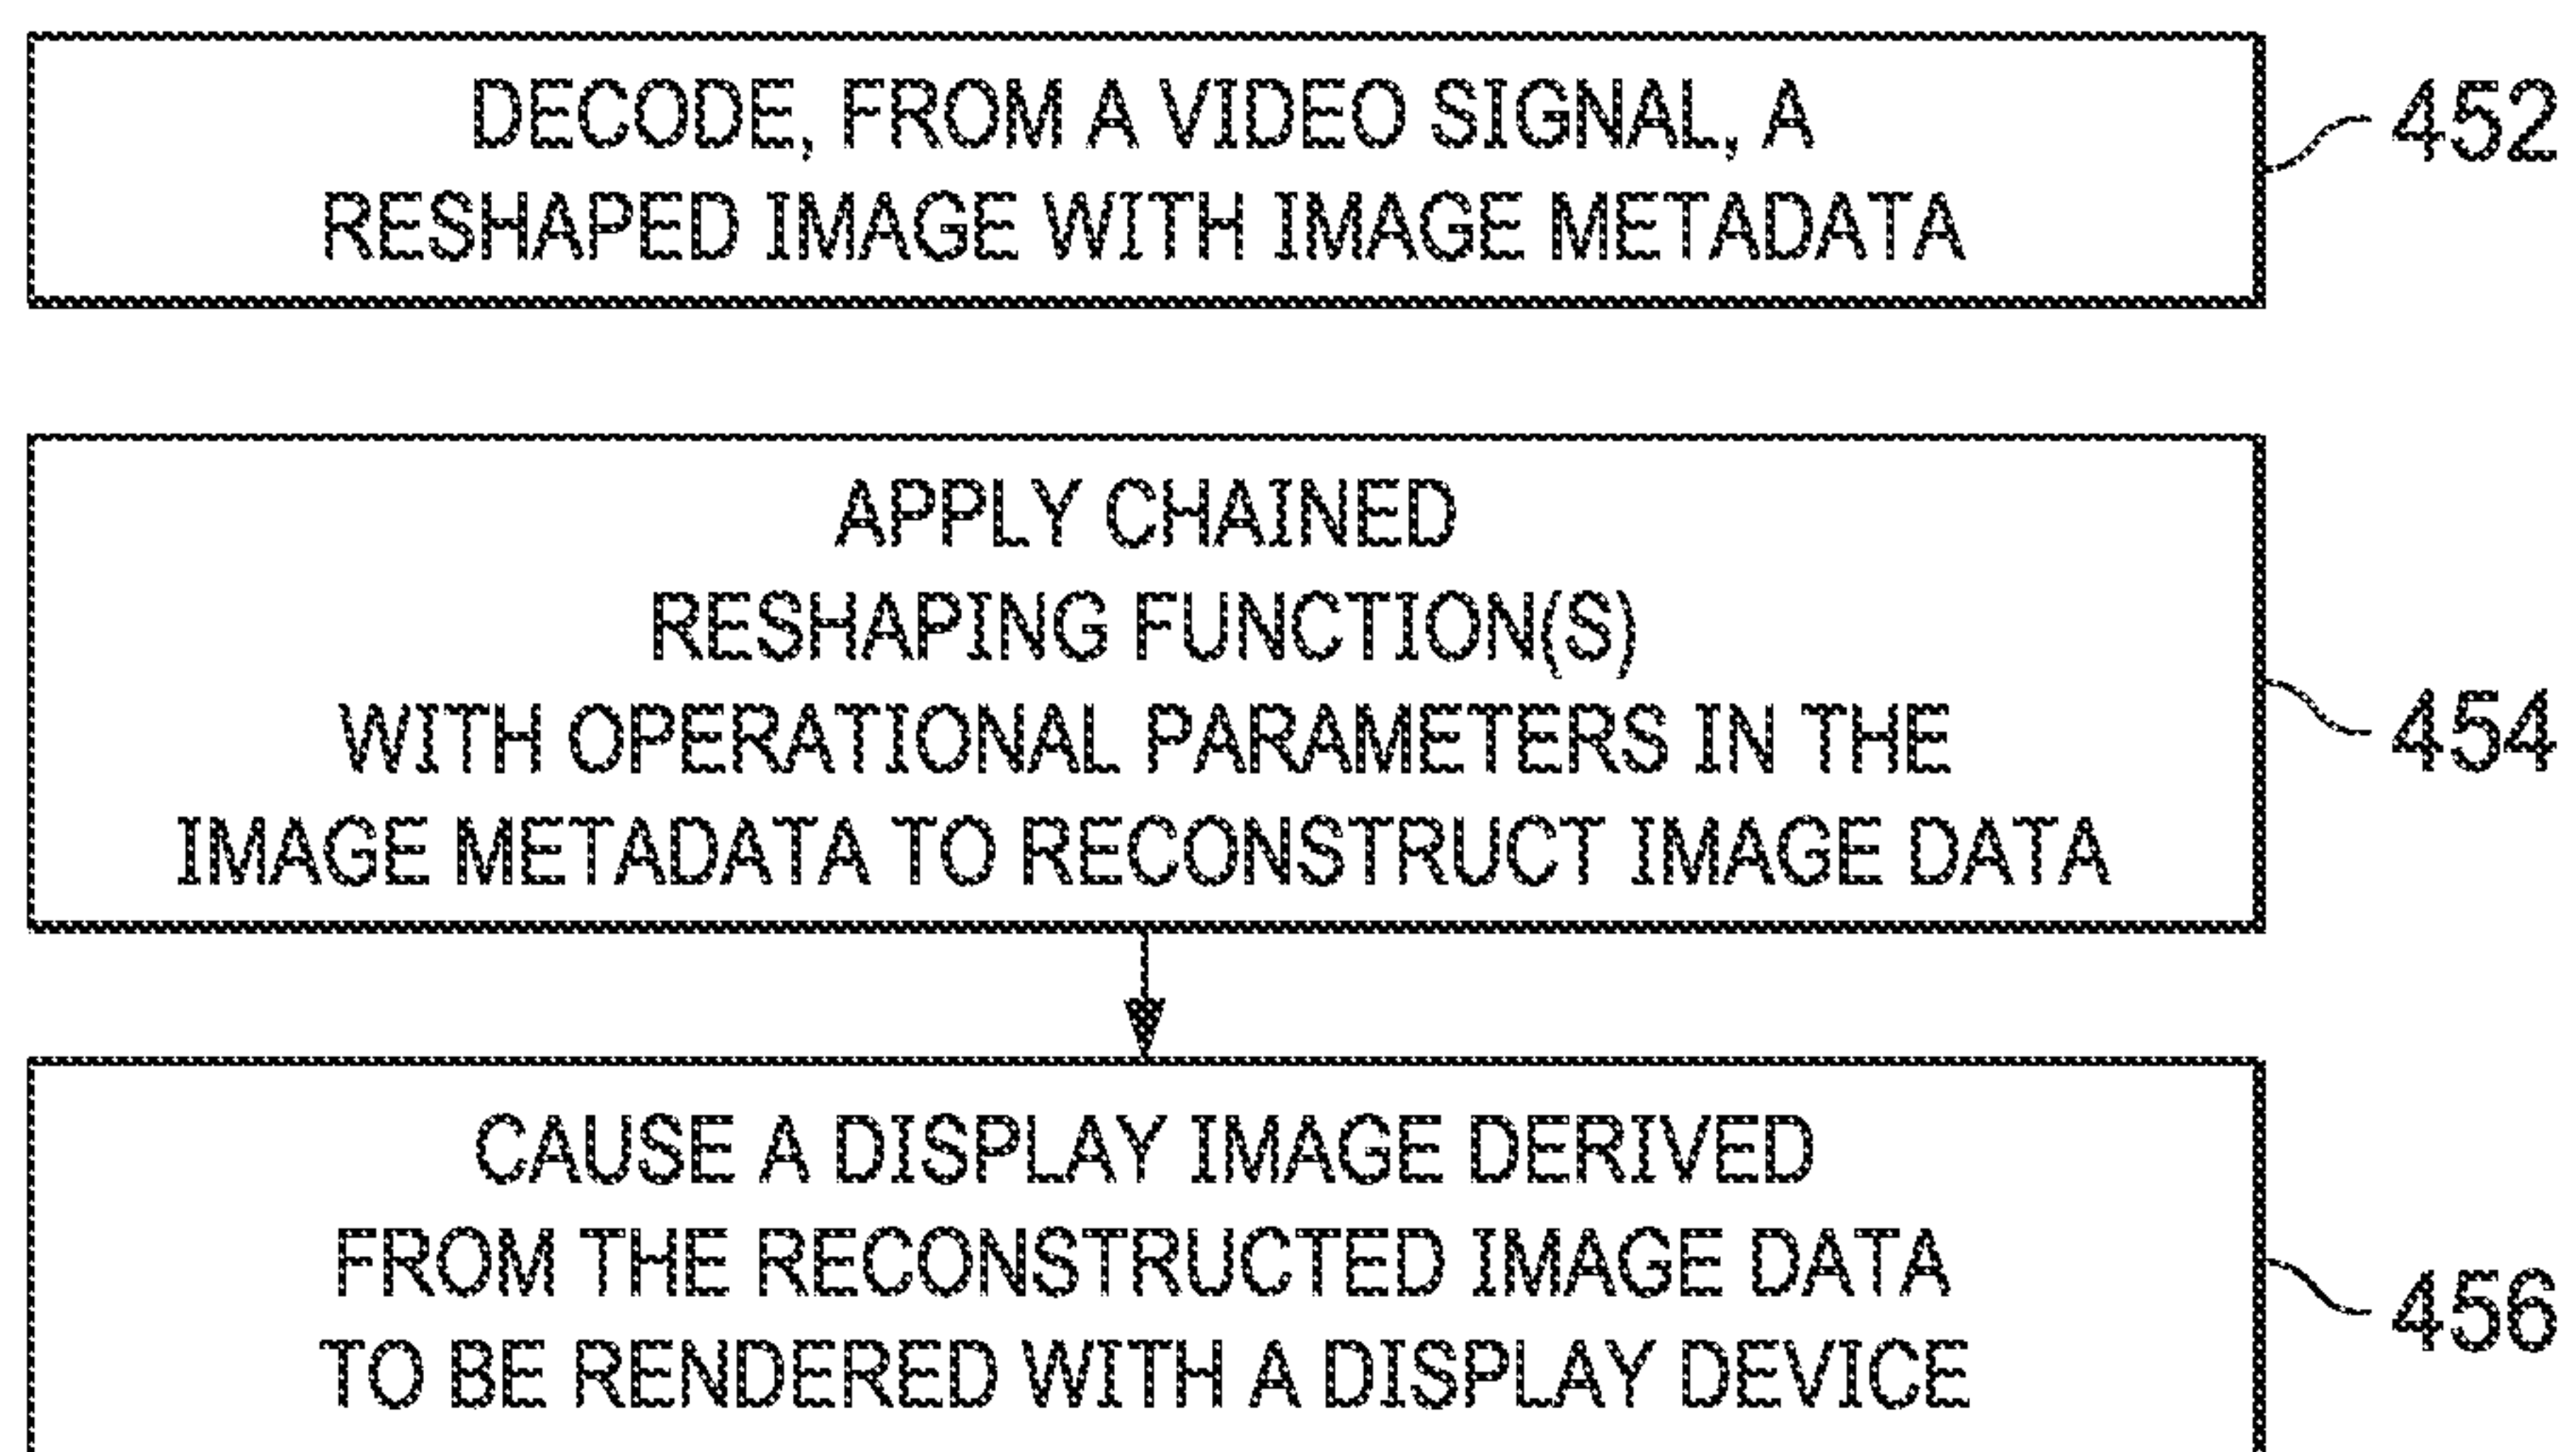 DECODE, FROM A VIDEO SIGNAL, A
RESHAPED IMAGE WITH IMAGE METADATA
452
APPLY CHAINED
RESHAPING FUNCTION(S)
WITH OPERATIONAL PARAMETERS IN THE
IMAGE METADATA TO RECONSTRUCT IMAGE DATA
454
CAUSE A DISPLAY IMAGE DERIVED
FROM THE RECONSTRUCTED IMAGE DATA
TO BE RENDERED WITH A DISPLAY DEVICE
456